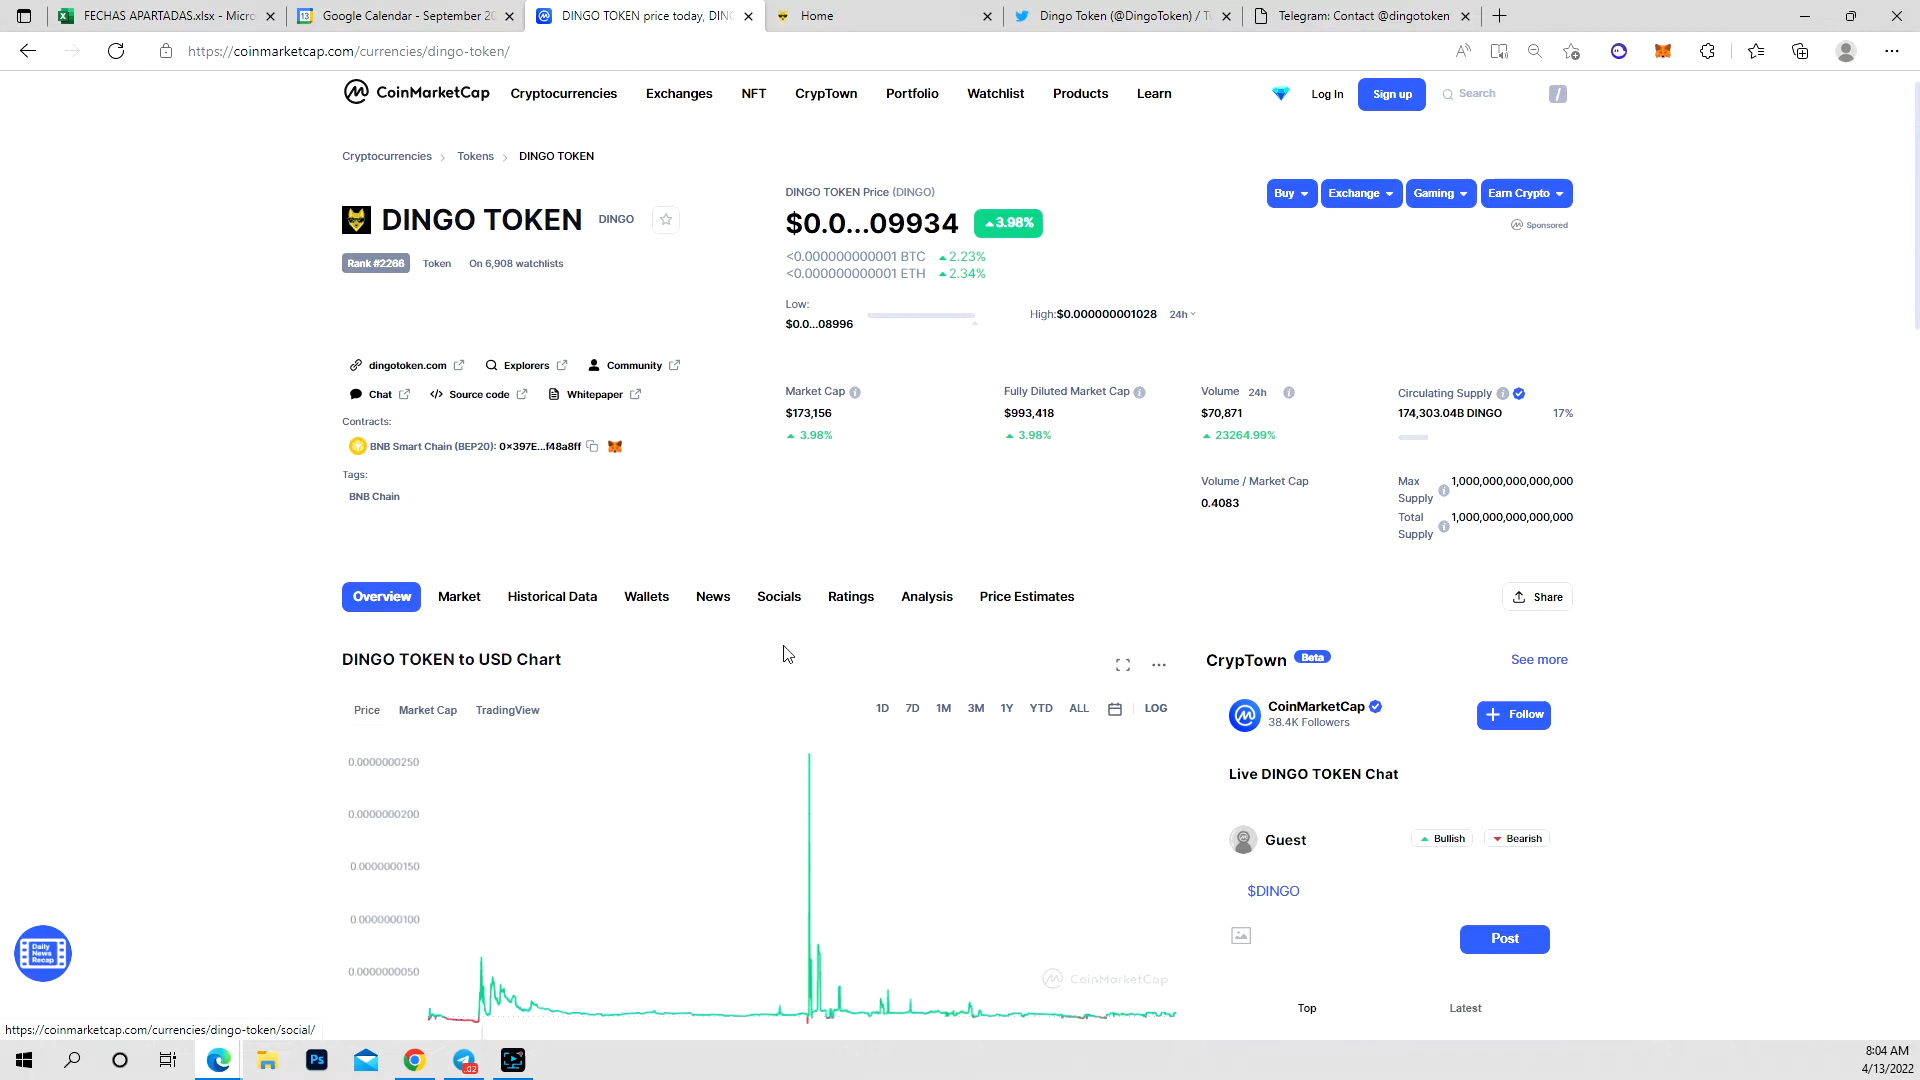 FECHAS APARTADAS.xlsx - Micro
Google Calendar - September 20
DINGO TOKEN price today, DING
Home
Dingo Token (@DingoToken) / Tw
Telegram: Contact @dingotoken
https://coinmarketcap.com/currencies/dingo-token/
CoinMarketCap
Cryptocurrencies
Exchanges
NFT
CrypTown
Portfolio
Watchlist
Products
Learn
Log In
Sign up
Search
/
Cryptocurrencies
Tokens
DINGO TOKEN
DINGO TOKEN
DINGO
Rank #2266
Token
On 6,908 watchlists
DINGO TOKEN Price (DINGO)
$0.0...09934
3.98%
<0.000000000001 BTC
2.23%
<0.000000000001 ETH
2.34%
Low:
$0.0...08996
High:$0.000000001028
24h
Buy
Exchange
Gaming
Earn Crypto
Sponsored
dingotoken.com
Explorers
Community
Chat
Source code
Whitepaper
Contracts:
BNB Smart Chain (BEP20): 0×397E...f48a8ff
Tags:
BNB Chain
Market Cap
$173,156
3.98%
Fully Diluted Market Cap
$993,418
3.98%
Volume 24h
$70,871
23264.99%
Volume / Market Cap
0.4083
Circulating Supply
174,303.04B DINGO
17%
Max Supply
1,000,000,000,000,000
Total Supply
1,000,000,000,000,000
Overview
Market
Historical Data
Wallets
News
Socials
Ratings
Analysis
Price Estimates
Share
DINGO TOKEN to USD Chart
Price
Market Cap
TradingView
1D
7D
1M
3M
1Y
YTD
ALL
LOG
0.0000000250
0.0000000200
0.0000000150
0.0000000100
0.0000000050
CoinMarketCap
CrypTown
Beta
See more
CoinMarketCap
38.4K Followers
Follow
Live DINGO TOKEN Chat
Guest
Bullish
Bearish
$DINGO
Post
Top
Latest
Daily
News
Recap
https://coinmarketcap.com/currencies/dingo-token/social/
Ps
.02
8:04 AM
4/13/2022